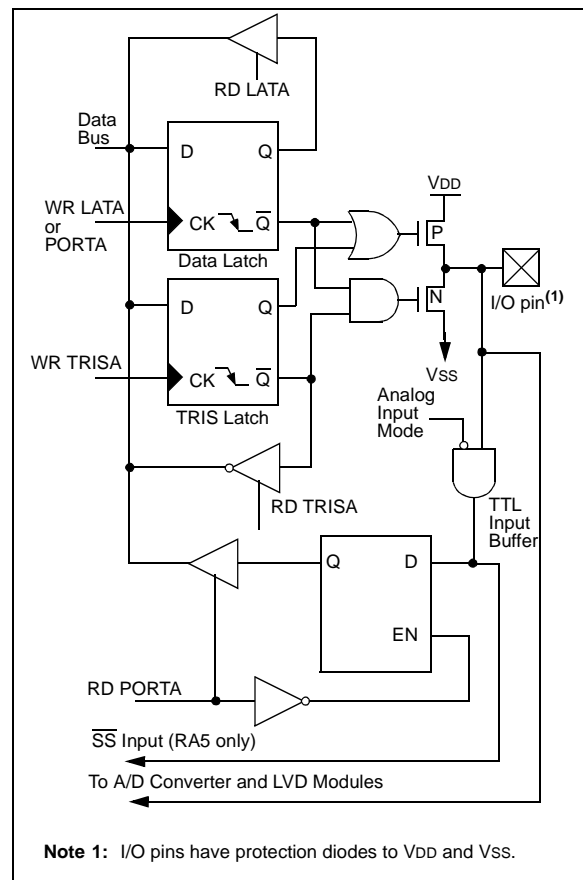 RD LATA
Data
Bus
D Q
VDD
WR LATA
or
PORTA
CK Q̅
P
Data Latch
D Q
N
I/O pin(1)
WR TRISA
CK Q̅
VSS
TRIS Latch
Analog
Input
Mode
RD TRISA
TTL
Input
Buffer
Q D
EN
RD PORTA
S̅S̅ Input (RA5 only)
To A/D Converter and LVD Modules
Note 1: I/O pins have protection diodes to VDD and VSS.